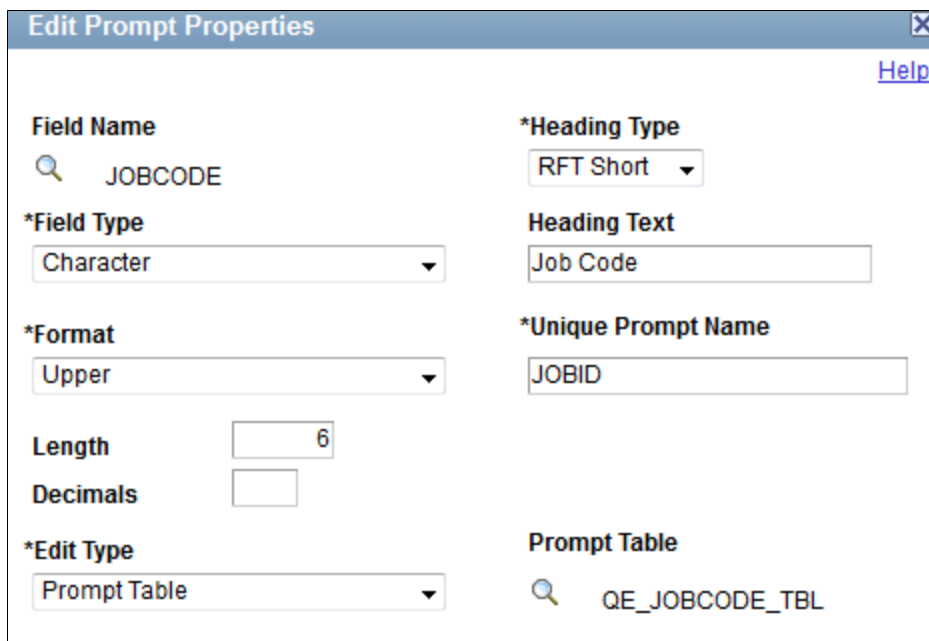 Edit Prompt Properties
Help
Field Name
JOBCODE
*Heading Type
RFT Short
*Field Type
Character
Heading Text
Job Code
*Format
Upper
*Unique Prompt Name
JOBID
Length
6
Decimals
*Edit Type
Prompt Table
Prompt Table
QE_JOBCODE_TBL